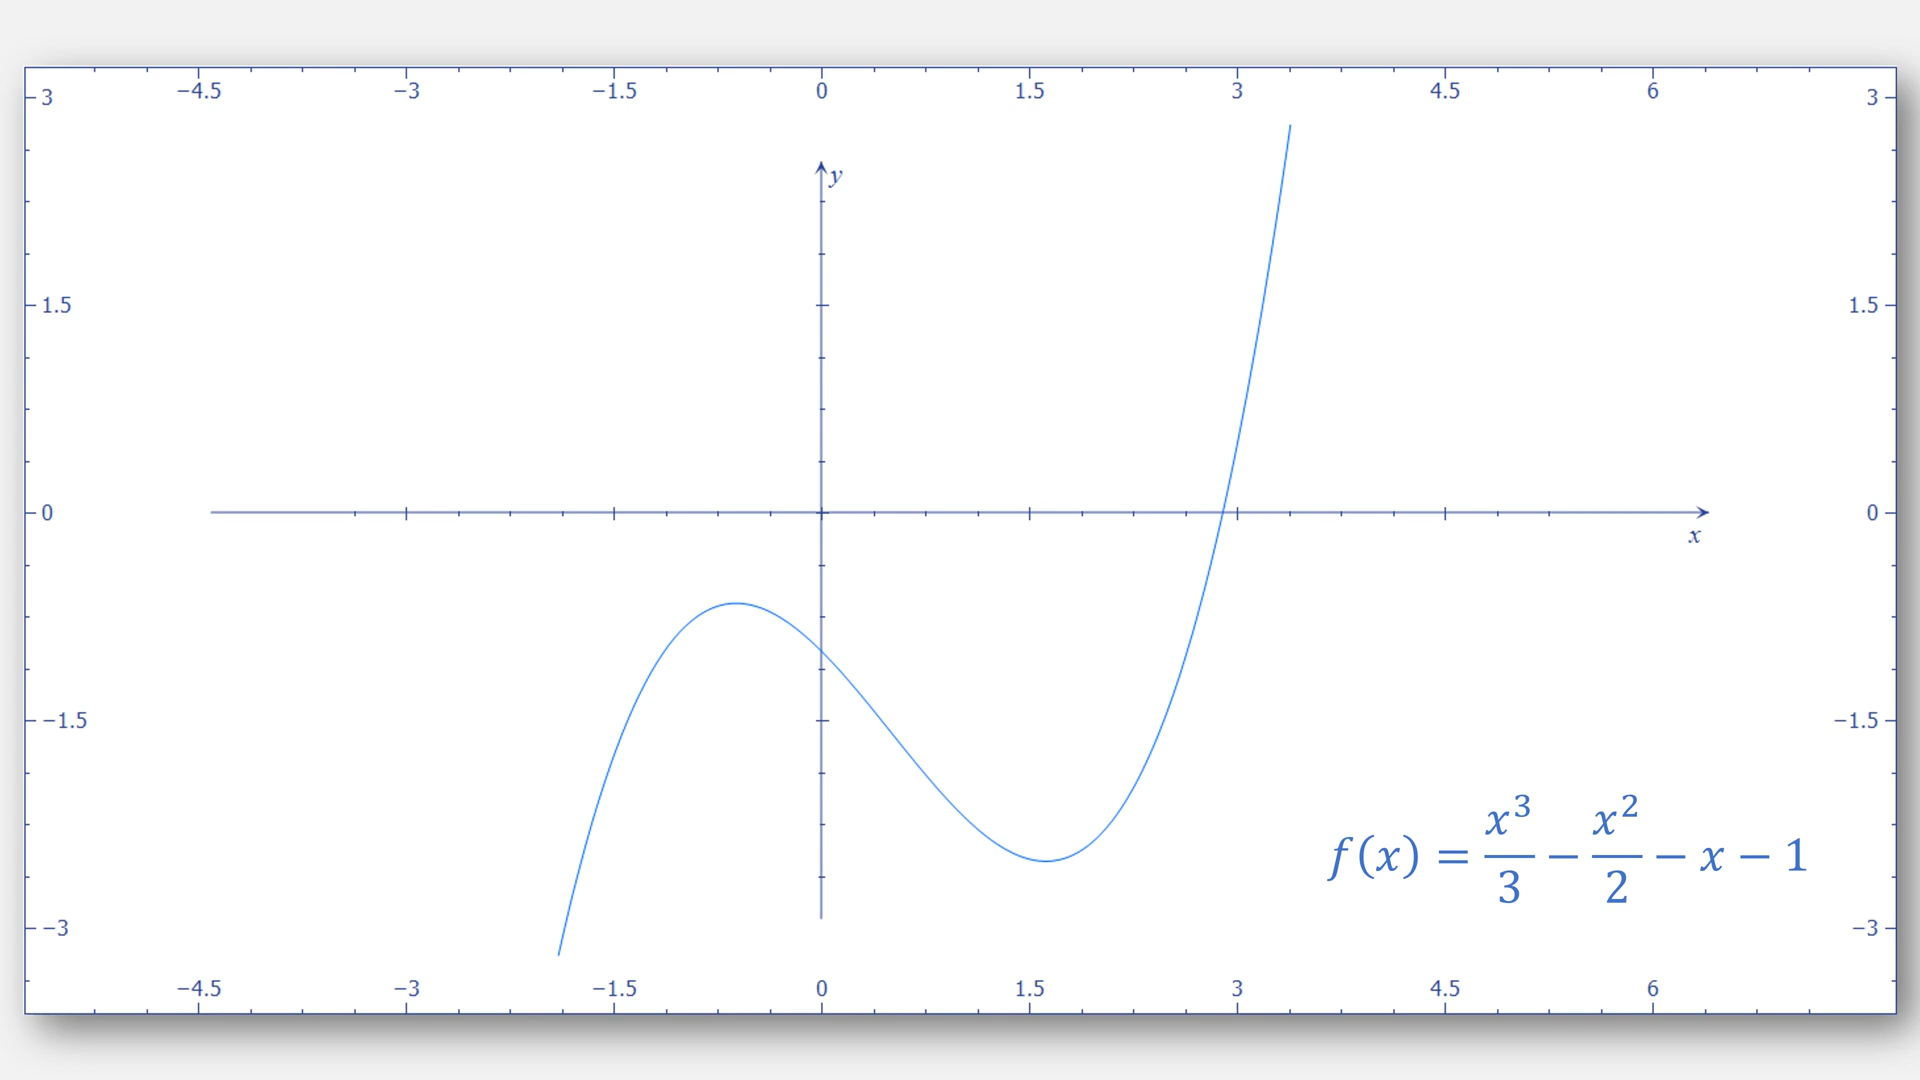 −4.5 −3 −1.5 0 1.5 3 4.5 6
3 3
y
1.5 1.5
0 0
x
−1.5 −1.5
f(x) = x³/3 − x²/2 − x − 1
−3 −3
−4.5 −3 −1.5 0 1.5 3 4.5 6